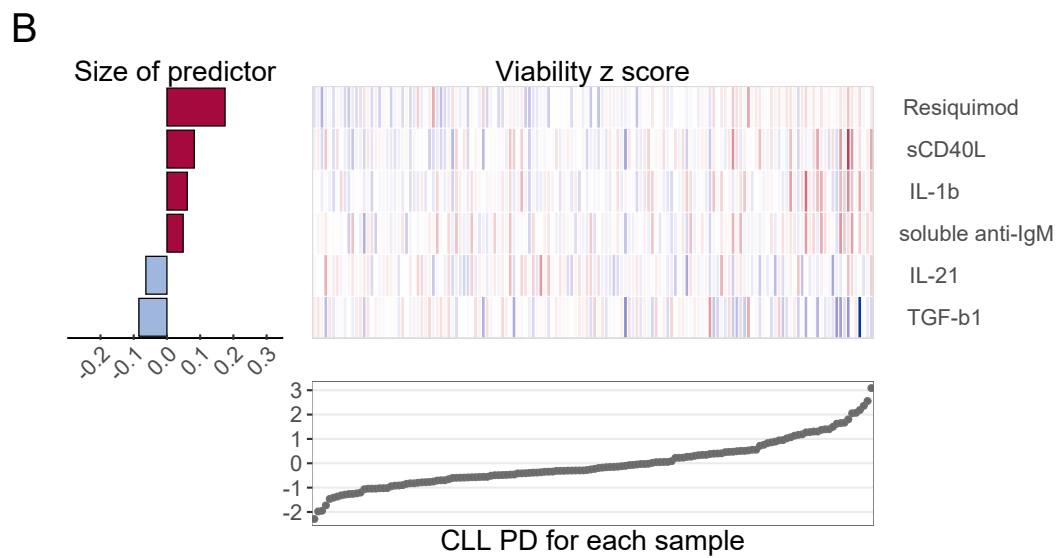 B
Size of predictor
Viability z score
Resiquimod
sCD40L
IL-1b
soluble anti-IgM
IL-21
TGF-b1
-0.2
-0.1
0.0
0.1
0.2
0.3
3
2
1
0
-1
-2
CLL PD for each sample